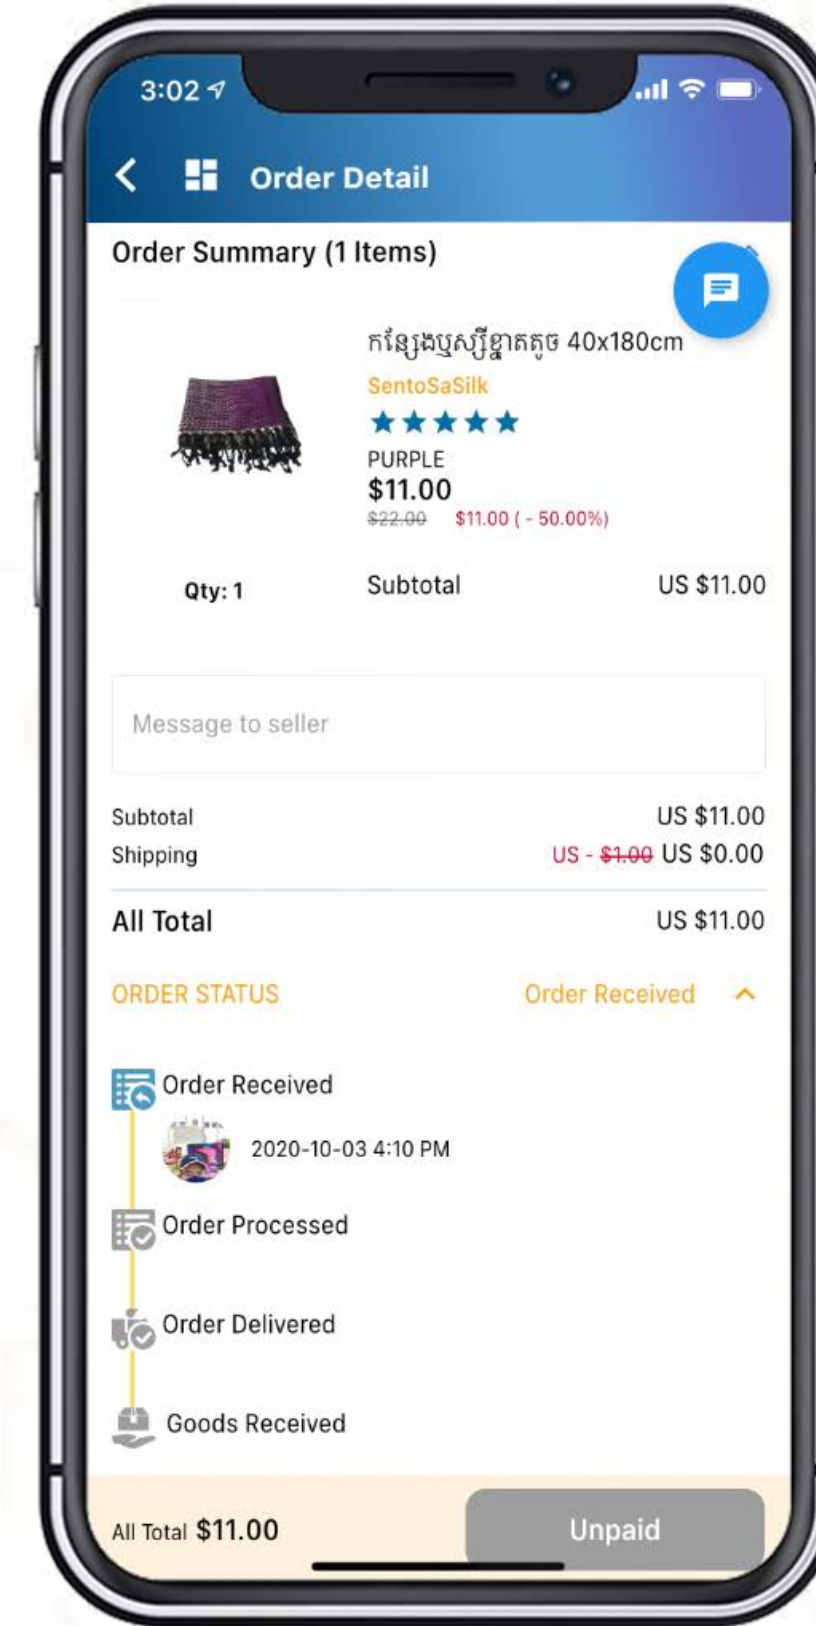 3:02
Order Detail
Order Summary (1 Items)
កន្សែងឬស្សីខ្នាតតូច 40x180cm
SentoSaSilk
PURPLE
$11.00
$22.00 $11.00 ( - 50.00%)
Qty: 1 Subtotal US $11.00
Message to seller
Subtotal US $11.00
Shipping US - $1.00 US $0.00
All Total US $11.00
ORDER STATUS Order Received
Order Received
2020-10-03 4:10 PM
Order Processed
Order Delivered
Goods Received
All Total $11.00 Unpaid